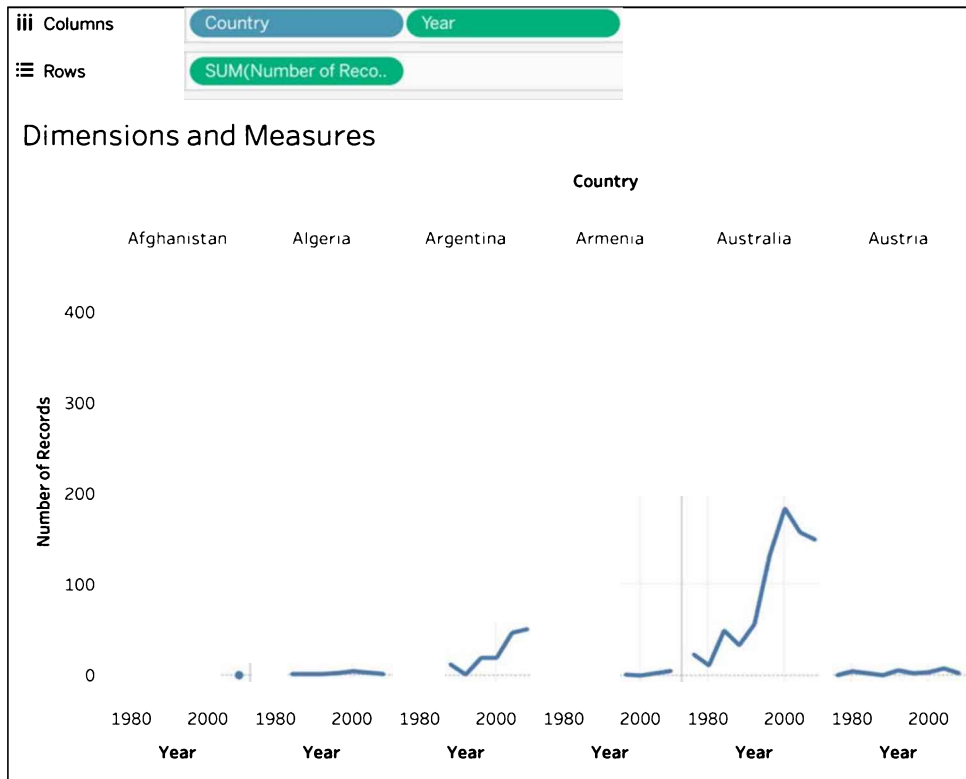 Columns Country Year
Rows SUM(Number of Reco..
Dimensions and Measures
Country
Afghanistan Algeria Argentina Armenia Australia Austria
400
300
200
100
0
Number of Records
1980 2000 1980 2000 1980 2000 1980 2000 1980 2000 1980 2000
Year Year Year Year Year Year